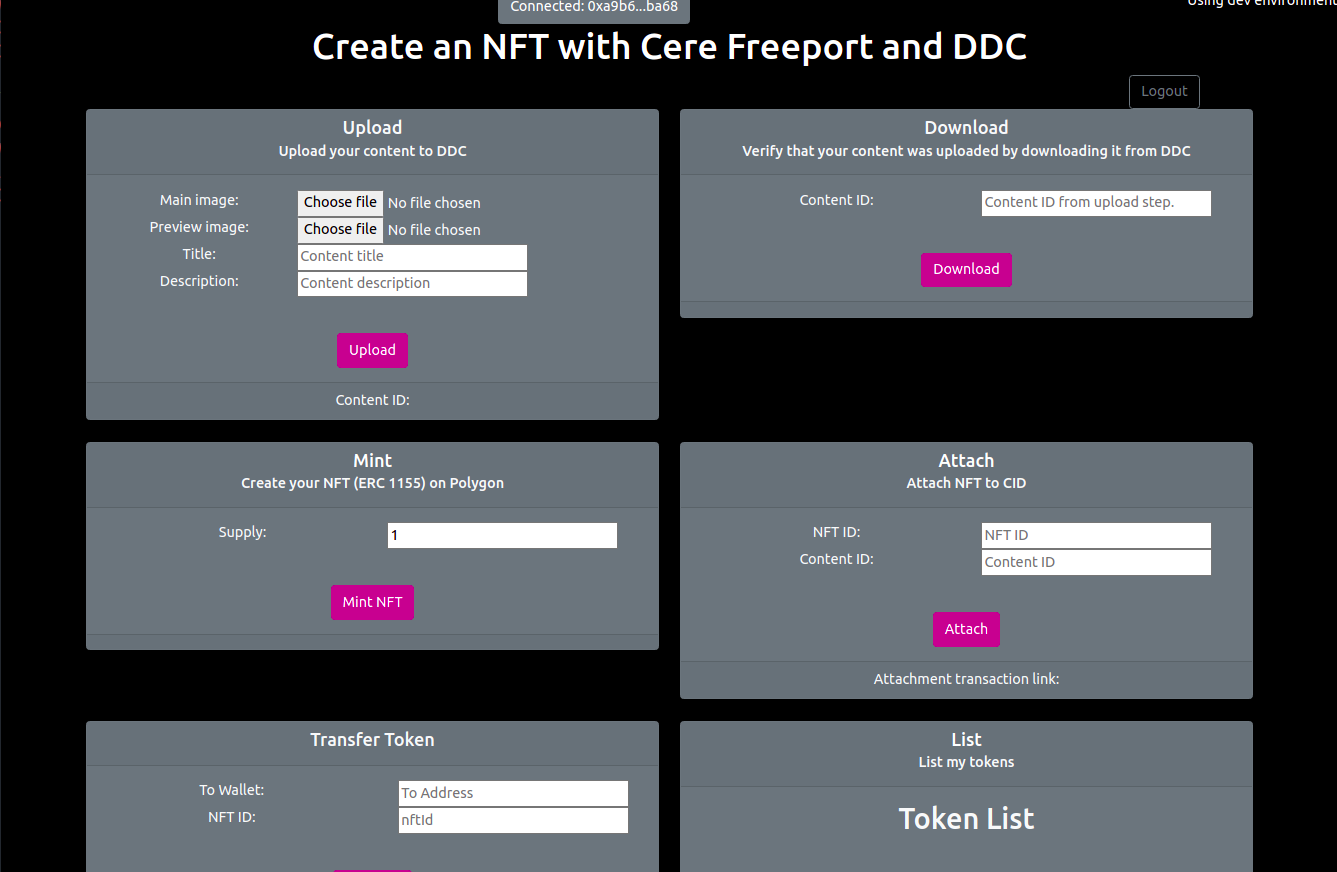 Connected: 0xa9b6...ba68
Using dev environment
Create an NFT with Cere Freeport and DDC
Logout
Upload
Upload your content to DDC
Main image:
Choose file No file chosen
Preview image:
Choose file No file chosen
Title:
Content title
Description:
Content description
Upload
Content ID:
Download
Verify that your content was uploaded by downloading it from DDC
Content ID:
Content ID from upload step.
Download
Mint
Create your NFT (ERC 1155) on Polygon
Supply:
1
Mint NFT
Attach
Attach NFT to CID
NFT ID:
NFT ID
Content ID:
Content ID
Attach
Attachment transaction link:
Transfer Token
To Wallet:
To Address
NFT ID:
nftId
List
List my tokens
Token List